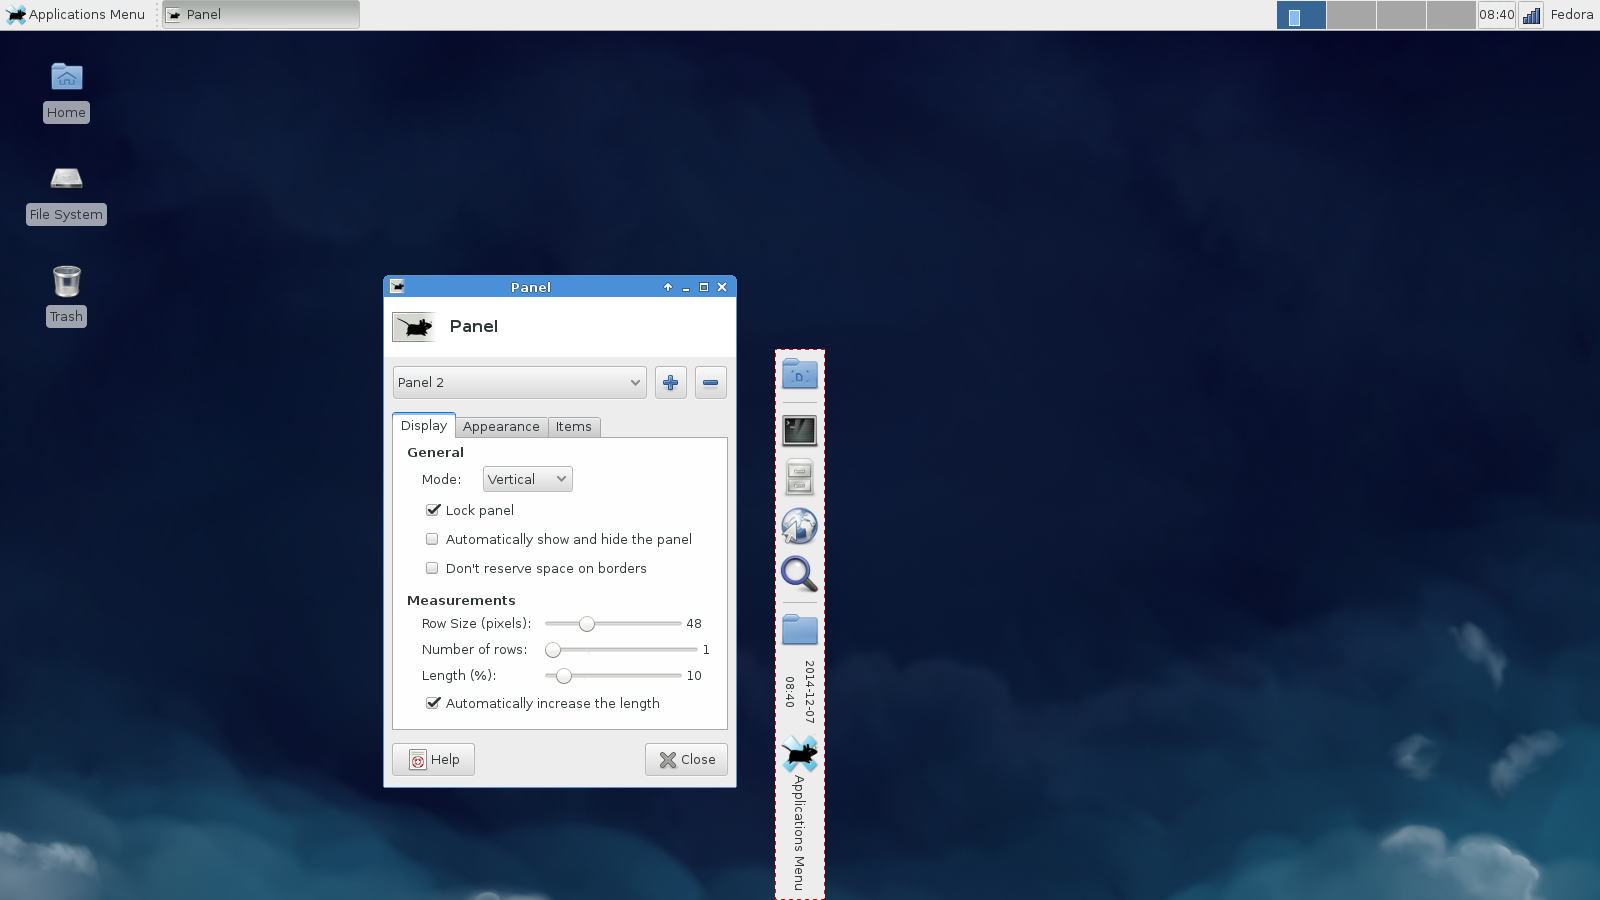 Applications Menu
Panel
08:40
Fedora
Home
File System
Trash
Panel
Panel
Panel 2
Display
Appearance
Items
General
Mode:
Vertical
Lock panel
Automatically show and hide the panel
Don't reserve space on borders
Measurements
Row Size (pixels):
48
Number of rows:
1
Length (%):
10
Automatically increase the length
Help
Close
D
2014-12-07
08:40
Applications Menu